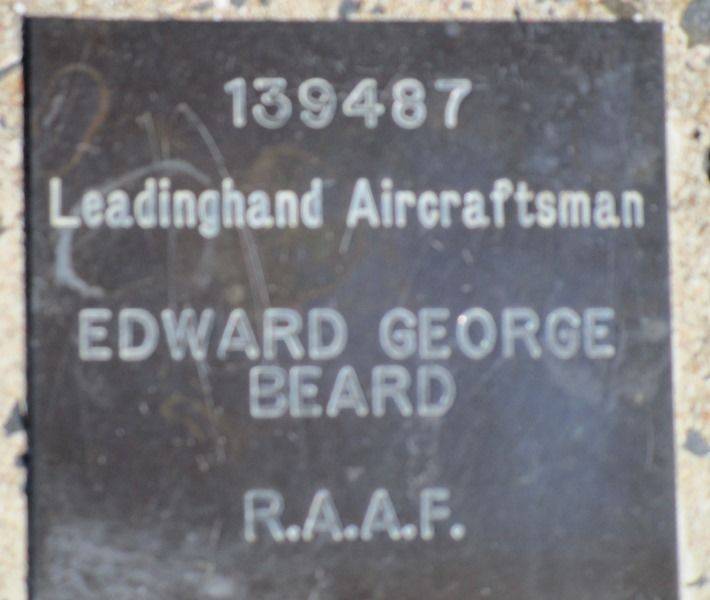 139487
Leadinghand Aircraftsman
EDWARD GEORGE
BEARD
R.A.A.F.